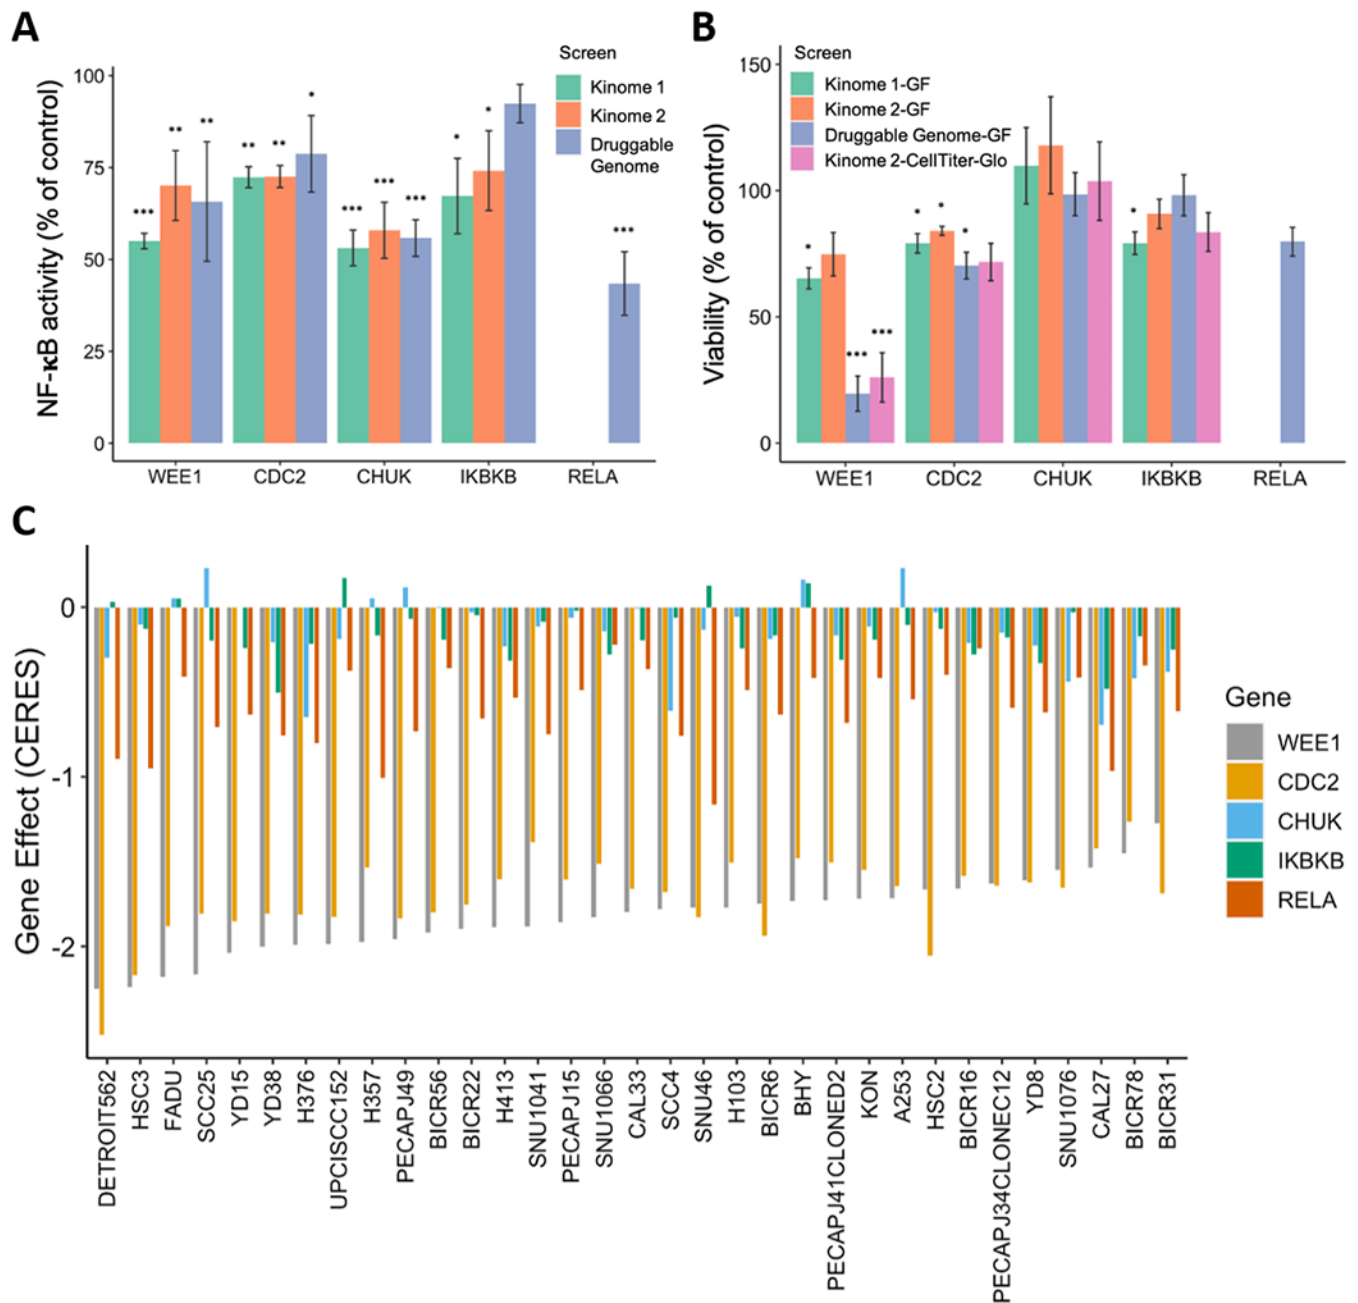 A
NF-κB activity (% of control)
100
75
50
25
0
Screen
Kinome 1
Kinome 2
Druggable
Genome
***
**
**
**
**
*
***
***
***
*
*
***
WEE1 CDC2 CHUK IKBKB RELA
B
Viability (% of control)
150
100
50
0
Screen
Kinome 1-GF
Kinome 2-GF
Druggable Genome-GF
Kinome 2-CellTiter-Glo
*
***
***
*
*
*
*
WEE1 CDC2 CHUK IKBKB RELA
C
Gene Effect (CERES)
0
-1
-2
DETROIT562
HSC3
FADU
SCC25
YD15
YD38
H376
UPCISCC152
H357
PECAPJ49
BICR56
BICR22
H413
SNU1041
PECAPJ15
SNU1066
CAL33
SCC4
SNU46
H103
BICR6
BHY
PECAPJ41CLONED2
KON
A253
HSC2
BICR16
PECAPJ34CLONEC12
YD8
SNU1076
CAL27
BICR78
BICR31
Gene
WEE1
CDC2
CHUK
IKBKB
RELA